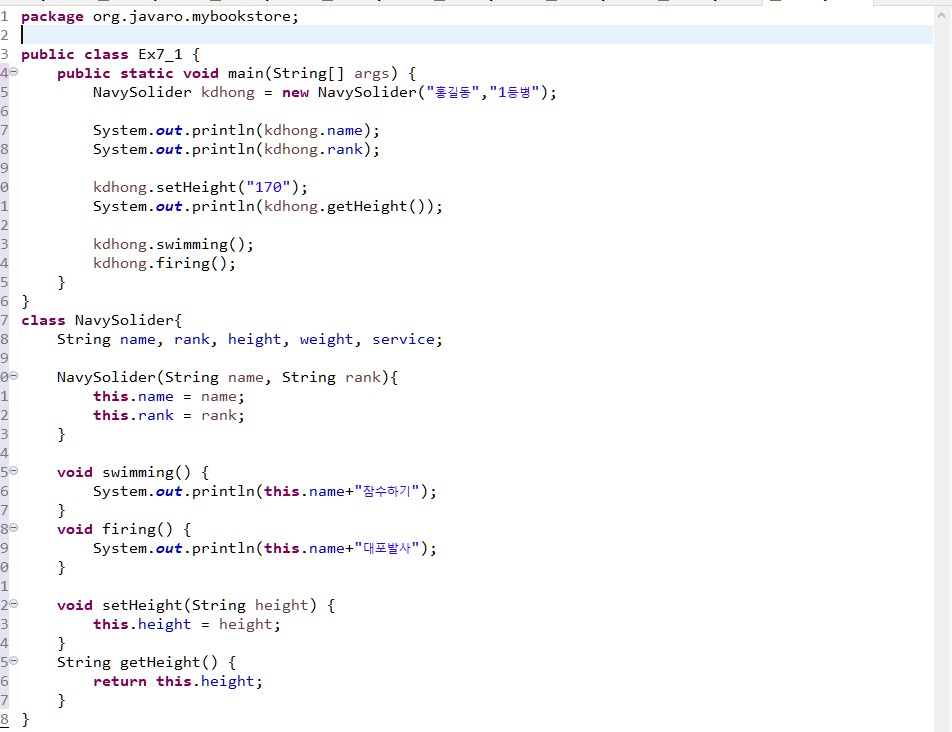 1 package org.javaro.mybookstore;
2
3 public class Ex7_1 {
4     public static void main(String[] args) {
5         NavySolider kdhong = new NavySolider("홍길동","1등병");
6
7         System.out.println(kdhong.name);
8         System.out.println(kdhong.rank);
9
0         kdhong.setHeight("170");
1         System.out.println(kdhong.getHeight());
2
3         kdhong.swimming();
4         kdhong.firing();
5     }
6 }
7 class NavySolider{
8     String name, rank, height, weight, service;
9
0     NavySolider(String name, String rank){
1         this.name = name;
2         this.rank = rank;
3     }
4
5     void swimming() {
6         System.out.println(this.name+"잠수하기");
7     }
8     void firing() {
9         System.out.println(this.name+"대포발사");
0     }
1
2     void setHeight(String height) {
3         this.height = height;
4     }
5     String getHeight() {
6         return this.height;
7     }
8 }